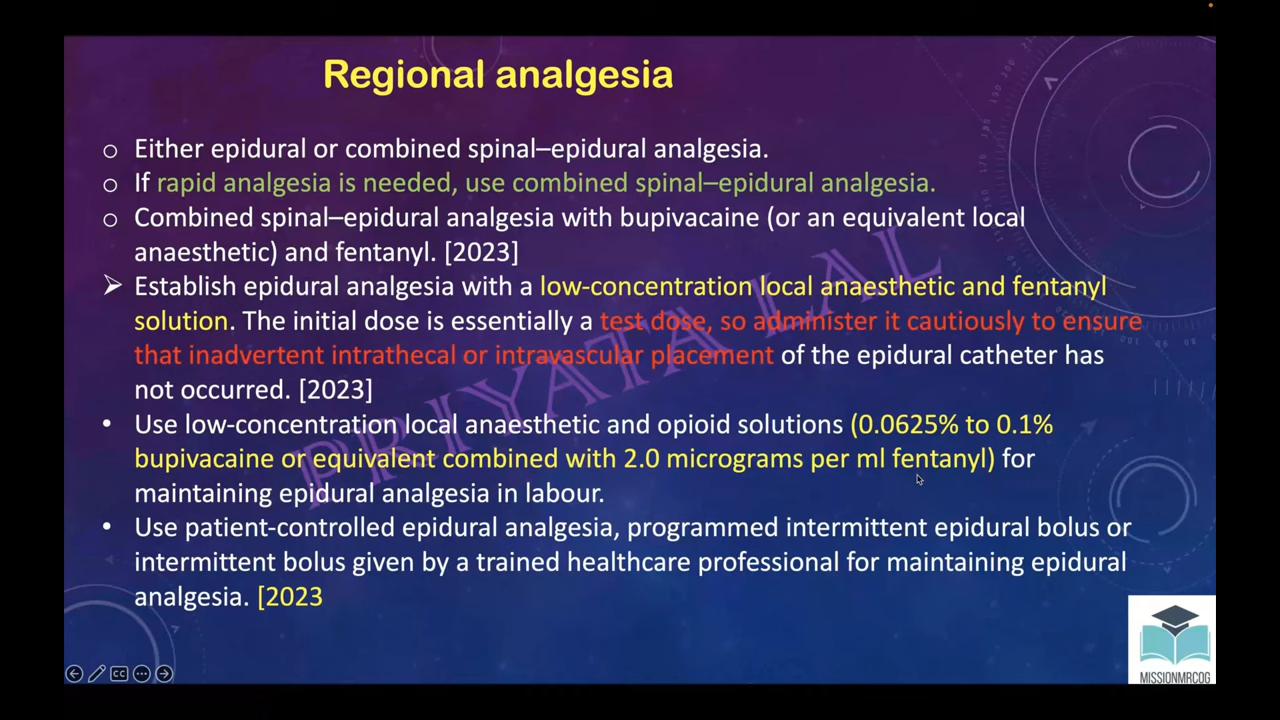 Regional analgesia
○ Either epidural or combined spinal–epidural analgesia.
○ If rapid analgesia is needed, use combined spinal–epidural analgesia.
○ Combined spinal–epidural analgesia with bupivacaine (or an equivalent local
anaesthetic) and fentanyl. [2023]
➢ Establish epidural analgesia with a low-concentration local anaesthetic and fentanyl
solution. The initial dose is essentially a test dose, so administer it cautiously to ensure
that inadvertent intrathecal or intravascular placement of the epidural catheter has
not occurred. [2023]
• Use low-concentration local anaesthetic and opioid solutions (0.0625% to 0.1%
bupivacaine or equivalent combined with 2.0 micrograms per ml fentanyl) for
maintaining epidural analgesia in labour.
• Use patient-controlled epidural analgesia, programmed intermittent epidural bolus or
intermittent bolus given by a trained healthcare professional for maintaining epidural
analgesia. [2023
PRIYATA LAL
CC
MISSIONMRCOG